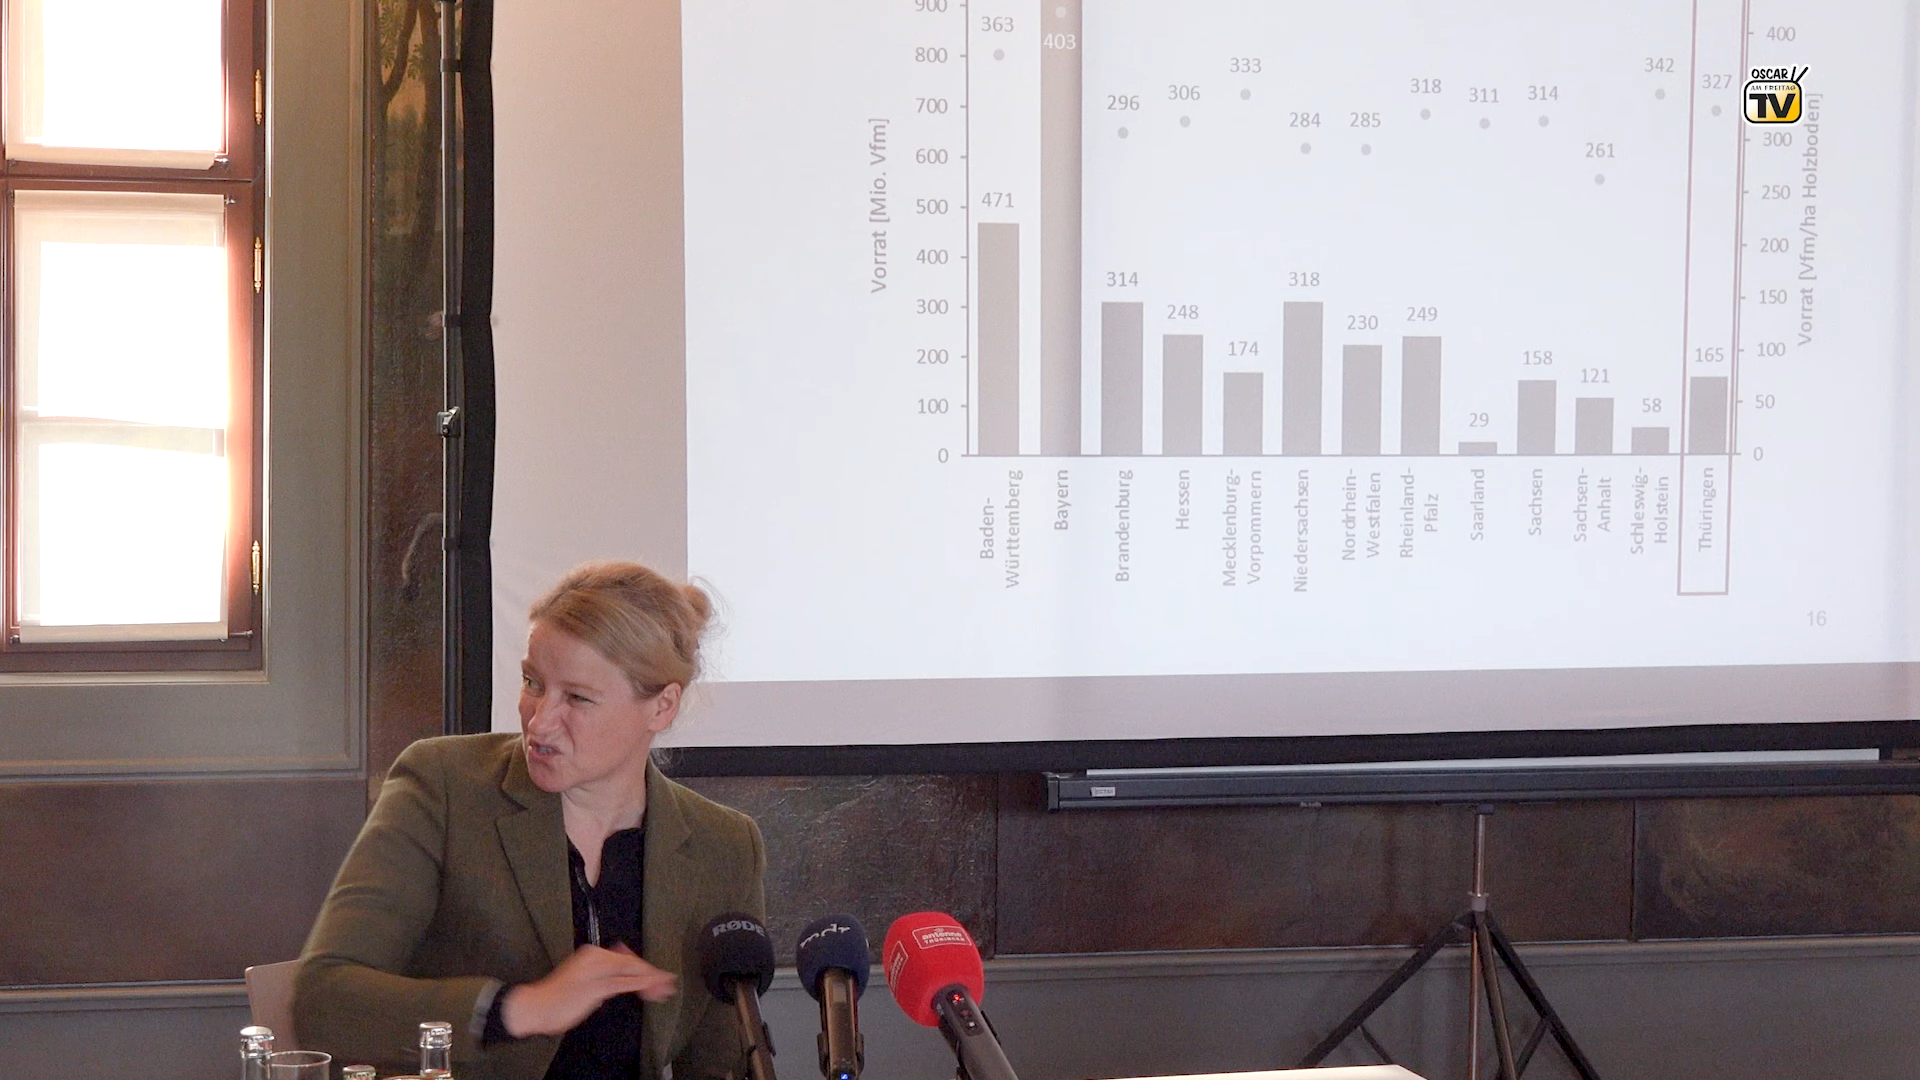 OSCAR
AM FREITAG
TV
Vorrat [Mio. Vfm]
900
800
700
600
500
400
300
200
100
0
363
403
296
306
333
284
285
318
311
314
261
342
327
471
314
248
174
318
230
249
29
158
121
58
165
400
300
250
200
150
100
50
0
Vorrat [Vfm/ha Holzboden]
Baden-
Württemberg
Bayern
Brandenburg
Hessen
Mecklenburg-
Vorpommern
Niedersachsen
Nordrhein-
Westfalen
Rheinland-
Pfalz
Saarland
Sachsen
Sachsen-
Anhalt
Schleswig-
Holstein
Thüringen
16
RØDE
mdr
antenne
THÜRINGEN